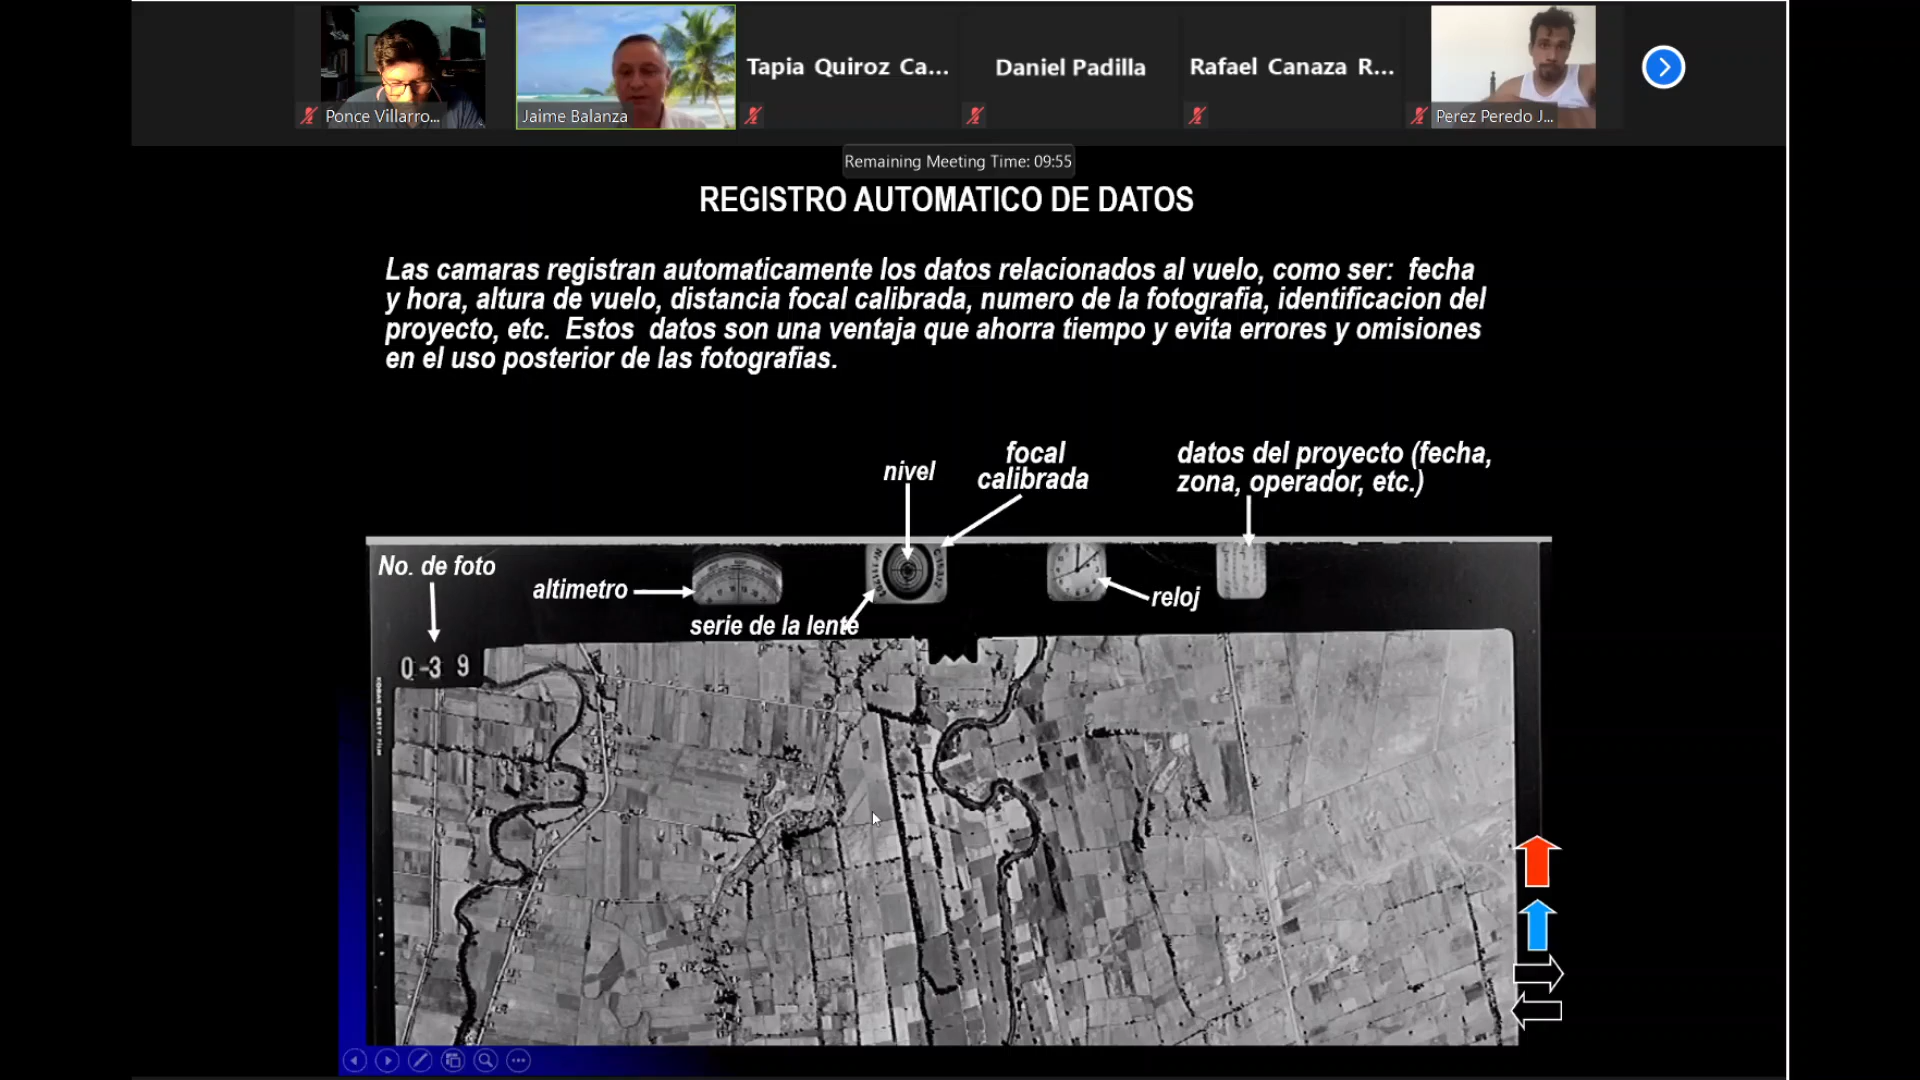 Tapia Quiroz Ca...
Daniel Padilla
Rafael Canaza R...
Ponce Villarro...
Jaime Balanza
Perez Peredo J...
Remaining Meeting Time: 09:55
REGISTRO AUTOMATICO DE DATOS
Las camaras registran automaticamente los datos relacionados al vuelo, como ser: fecha
y hora, altura de vuelo, distancia focal calibrada, numero de la fotografia, identificacion del
proyecto, etc. Estos datos son una ventaja que ahorra tiempo y evita errores y omisiones
en el uso posterior de las fotografias.
nivel
focal
calibrada
datos del proyecto (fecha,
zona, operador, etc.)
No. de foto
altimetro
serie de la lente
reloj
0-3 9